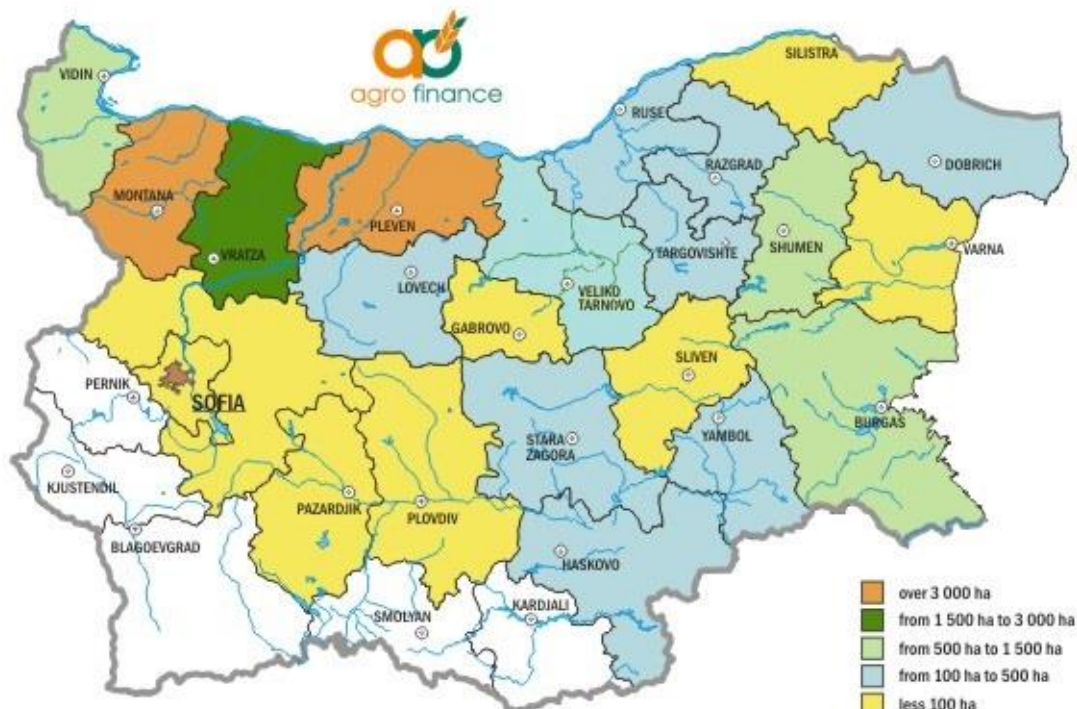 agro finance
SILISTRA
VIDIN
RUSE
DOBRICH
RAZGRAD
MONTANA
PLEVEN
TARGOVISHTE
SHUMEN
VARNA
VRATZA
LOVECH
VELIKO
TARNOVO
GABROVO
SLIVEN
PERNIK
SOFIA
BURGAS
YAMBOL
STARA
ZAGORA
KJUSTENDIL
PAZARDJIK
PLOVDIV
BLAGOEVGRAD
HASKOVO
KARDJALI
SMOLYAN
over 3 000 ha
from 1 500 ha to 3 000 ha
from 500 ha to 1 500 ha
from 100 ha to 500 ha
less 100 ha